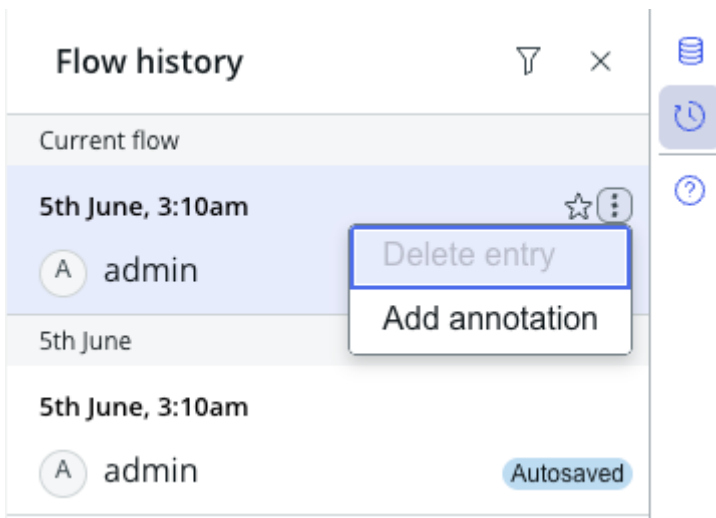 Flow history
Current flow
5th June, 3:10am
A admin
Delete entry
Add annotation
5th June
5th June, 3:10am
A admin
Autosaved